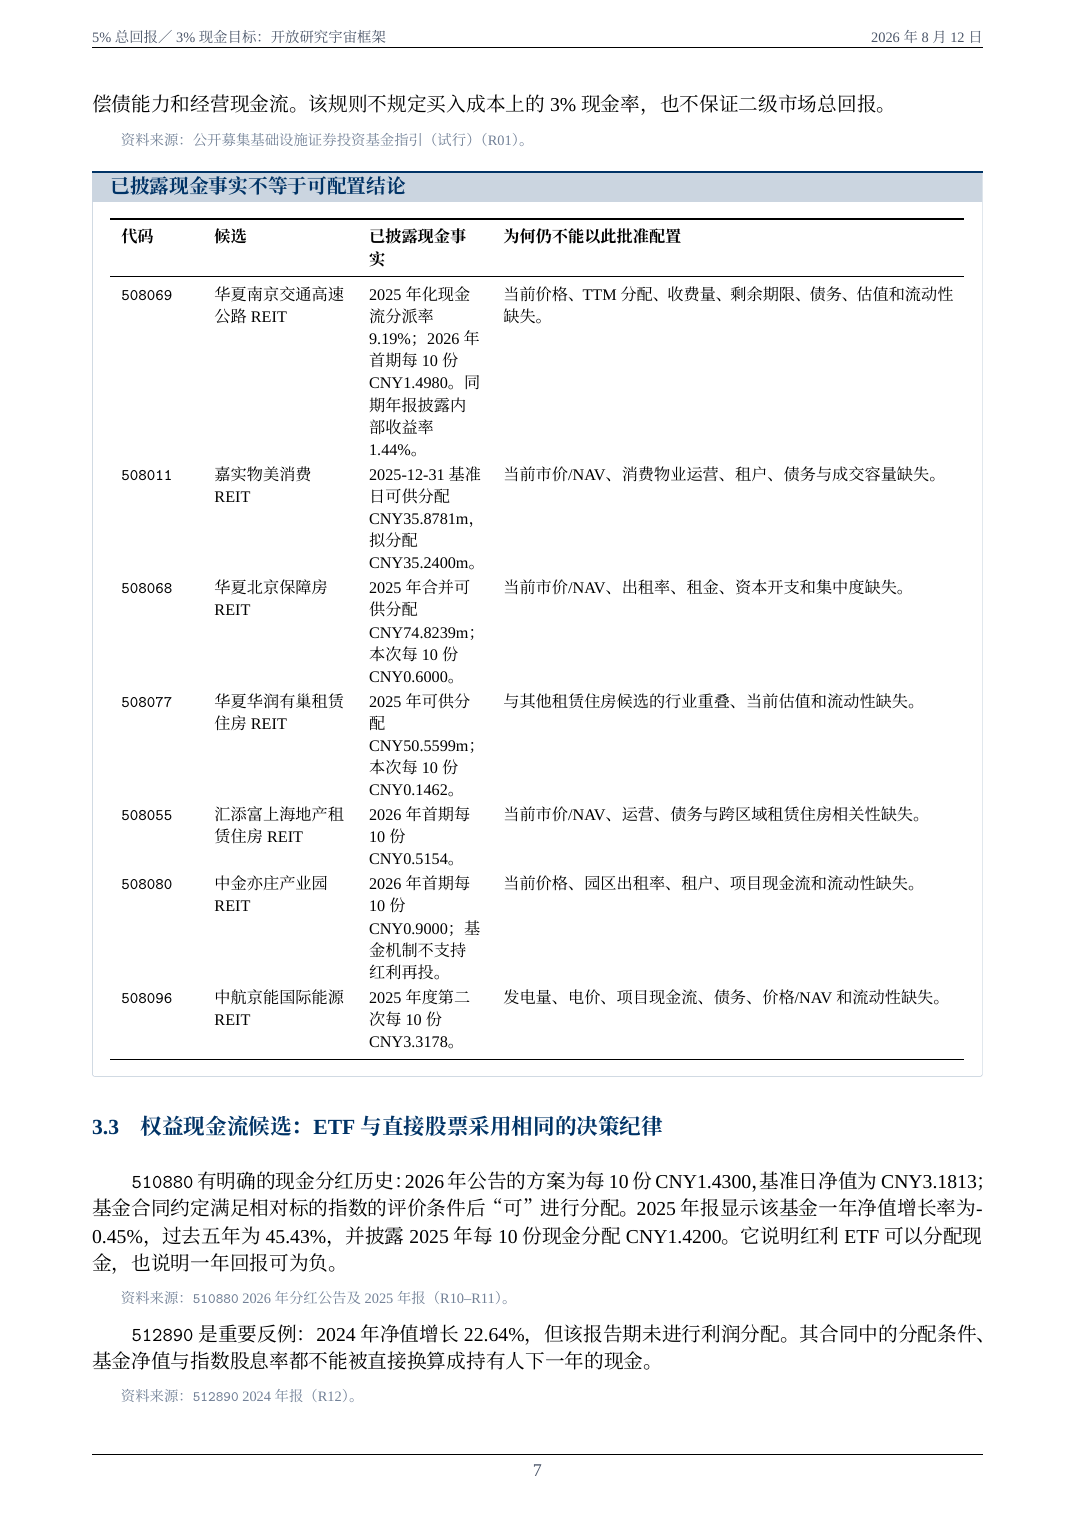 5% 总回报／ 3% 现金目标：开放研究宇宙框架
2026 年 8 月 12 日
偿债能力和经营现金流。该规则不规定买入成本上的 3% 现金率，也不保证二级市场总回报。
资料来源：公开募集基础设施证券投资基金指引（试行）（R01）。
已披露现金事实不等于可配置结论
代码 候选 已披露现金事 为何仍不能以此批准配置
实
508069 华夏南京交通高速 2025 年化现金 当前价格、TTM 分配、收费量、剩余期限、债务、估值和流动性
公路 REIT 流分派率 缺失。
9.19%；2026 年
首期每 10 份
CNY1.4980。同
期年报披露内
部收益率
1.44%。
508011 嘉实物美消费 2025-12-31 基准 当前市价/NAV、消费物业运营、租户、债务与成交容量缺失。
REIT 日可供分配
CNY35.8781m，
拟分配
CNY35.2400m。
508068 华夏北京保障房 2025 年合并可 当前市价/NAV、出租率、租金、资本开支和集中度缺失。
REIT 供分配
CNY74.8239m；
本次每 10 份
CNY0.6000。
508077 华夏华润有巢租赁 2025 年可供分 与其他租赁住房候选的行业重叠、当前估值和流动性缺失。
住房 REIT 配
CNY50.5599m；
本次每 10 份
CNY0.1462。
508055 汇添富上海地产租 2026 年首期每 当前市价/NAV、运营、债务与跨区域租赁住房相关性缺失。
赁住房 REIT 10 份
CNY0.5154。
508080 中金亦庄产业园 2026 年首期每 当前价格、园区出租率、租户、项目现金流和流动性缺失。
REIT 10 份
CNY0.9000；基
金机制不支持
红利再投。
508096 中航京能国际能源 2025 年度第二 发电量、电价、项目现金流、债务、价格/NAV 和流动性缺失。
REIT 次每 10 份
CNY3.3178。
3.3 权益现金流候选：ETF 与直接股票采用相同的决策纪律
510880 有明确的现金分红历史：2026 年公告的方案为每 10 份 CNY1.4300，基准日净值为 CNY3.1813；
基金合同约定满足相对标的指数的评价条件后“可”进行分配。2025 年报显示该基金一年净值增长率为-
0.45%，过去五年为 45.43%，并披露 2025 年每 10 份现金分配 CNY1.4200。它说明红利 ETF 可以分配现
金，也说明一年回报可为负。
资料来源：510880 2026 年分红公告及 2025 年报（R10–R11）。
512890 是重要反例：2024 年净值增长 22.64%，但该报告期未进行利润分配。其合同中的分配条件、
基金净值与指数股息率都不能被直接换算成持有人下一年的现金。
资料来源：512890 2024 年报（R12）。
7